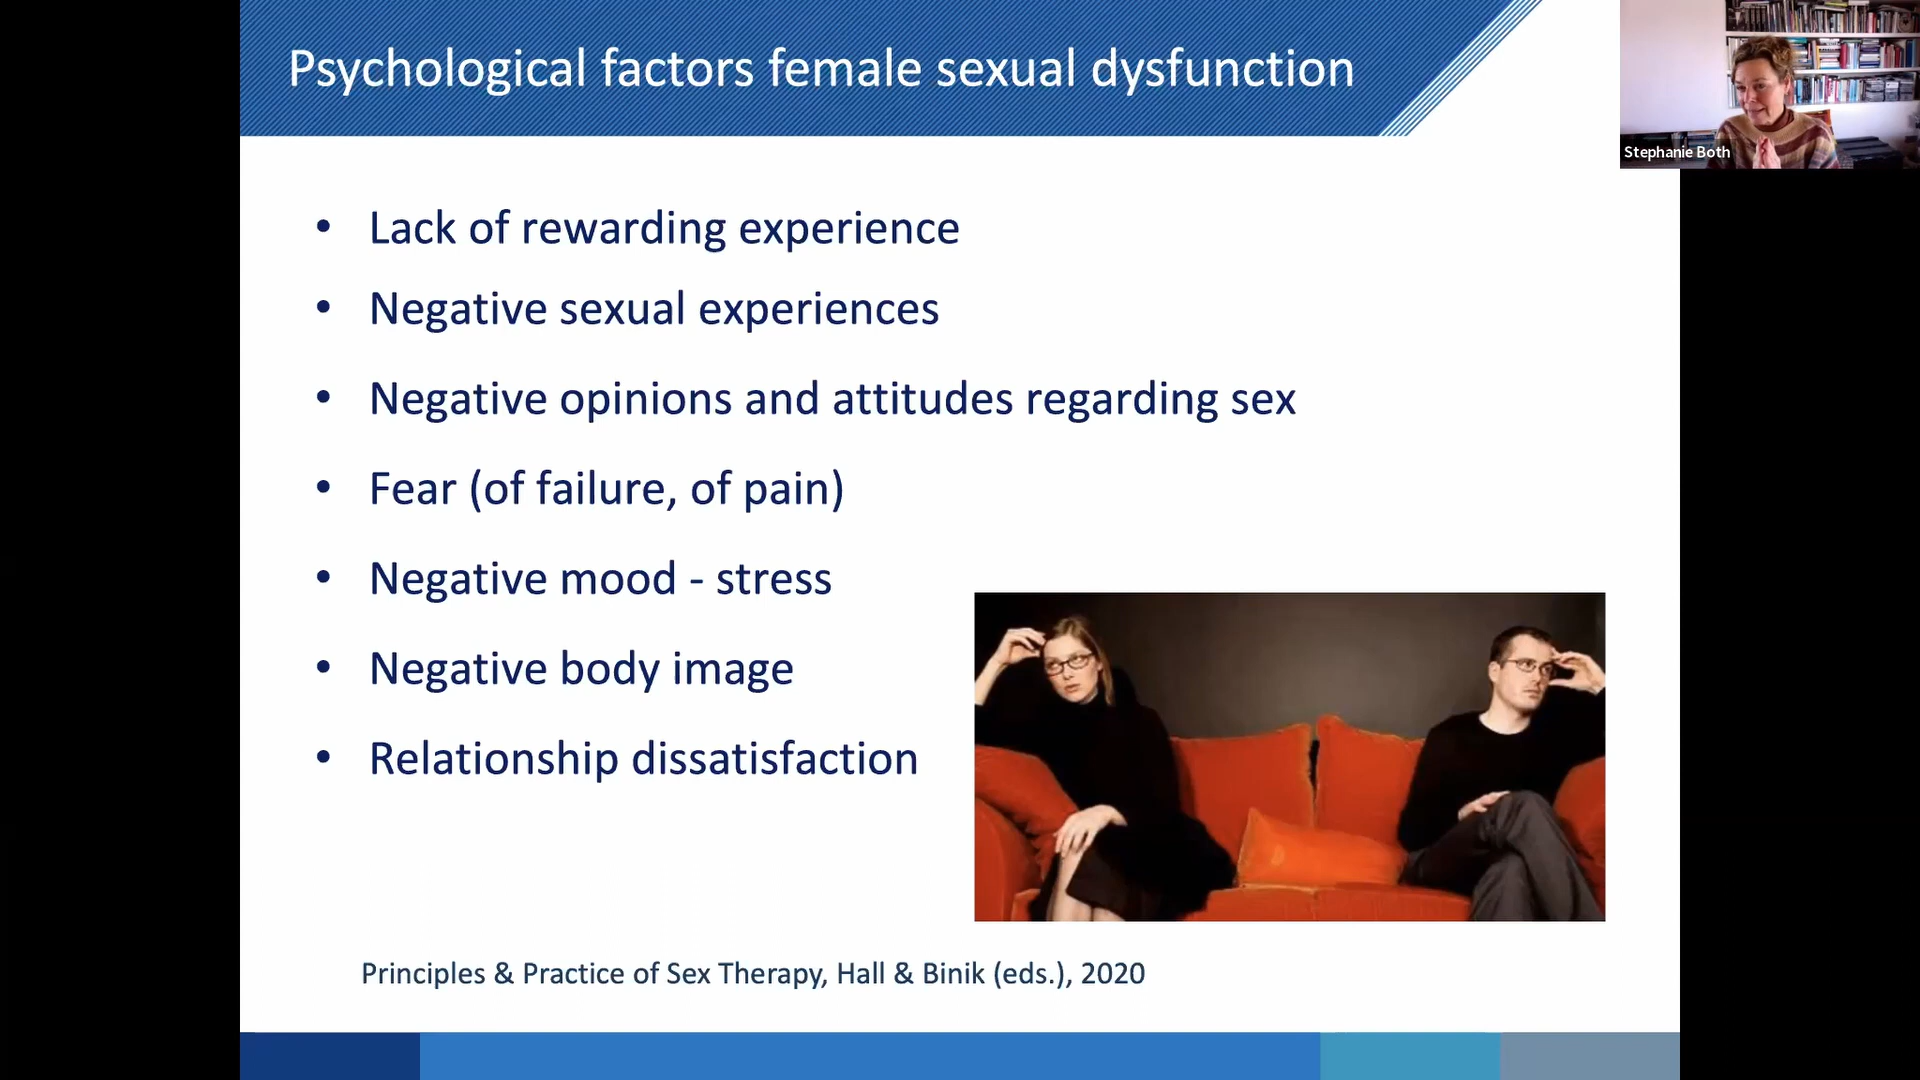 Psychological factors female sexual dysfunction
Stephanie Both
• Lack of rewarding experience
• Negative sexual experiences
• Negative opinions and attitudes regarding sex
• Fear (of failure, of pain)
• Negative mood - stress
• Negative body image
• Relationship dissatisfaction
Principles & Practice of Sex Therapy, Hall & Binik (eds.), 2020